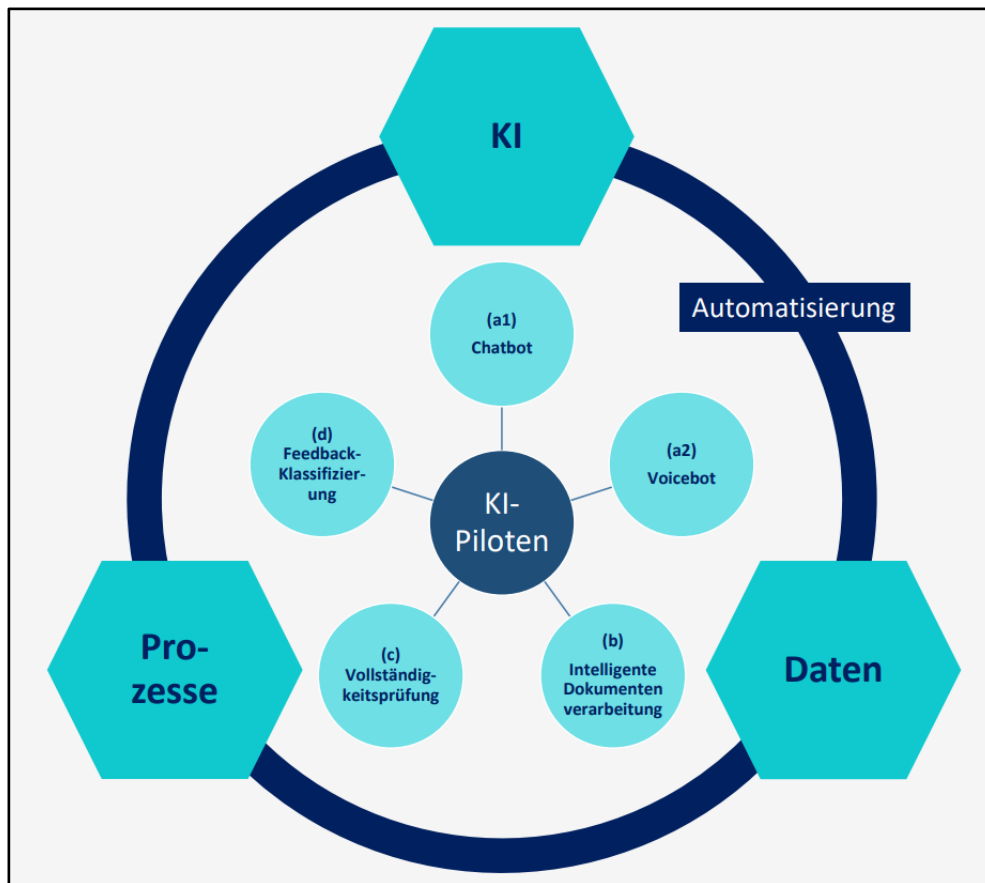 KI
Automatisierung
(a1)
Chatbot
(a2)
Voicebot
(d)
Feedback-
Klassifizier-
ung
KI-
Piloten
Pro-
zesse
(c)
Vollständig-
keitsprüfung
(b)
Intelligente
Dokumenten
verarbeitung
Daten